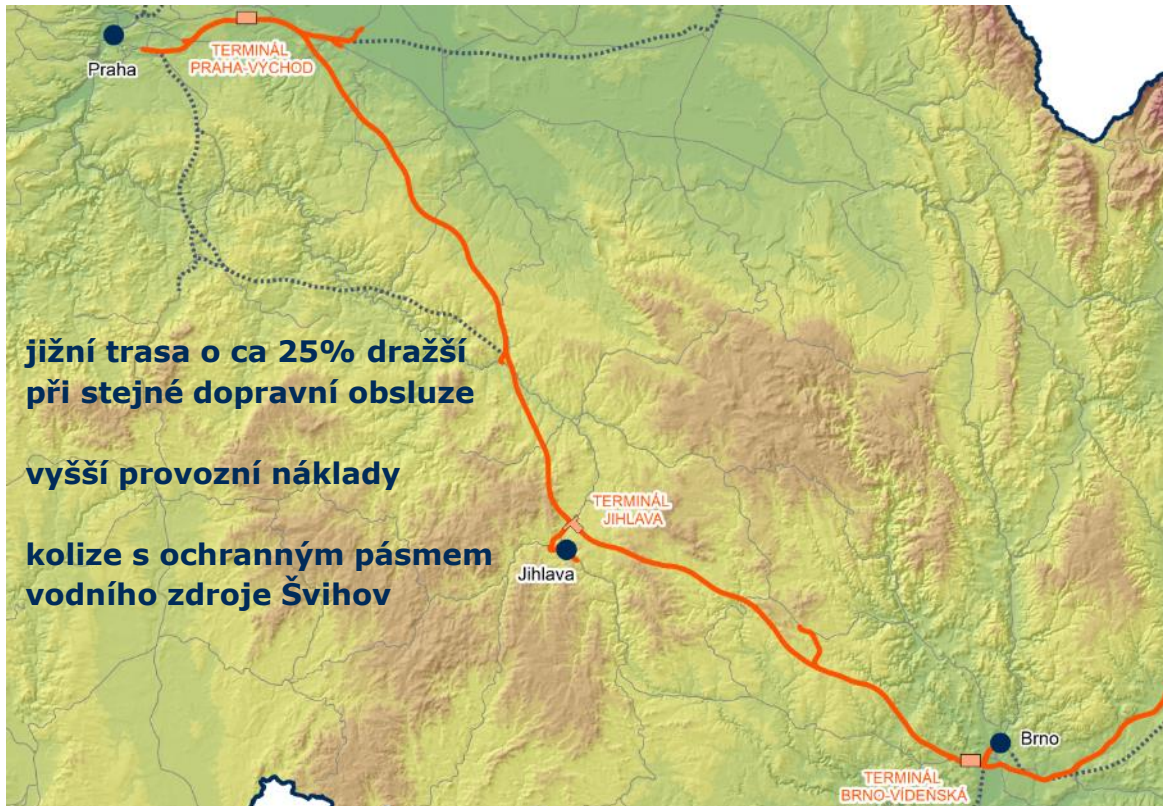 Praha
TERMINÁL
PRAHA-VÝCHOD
jižní trasa o ca 25% dražší
při stejné dopravní obsluze
vyšší provozní náklady
kolize s ochranným pásmem
vodního zdroje Švihov
TERMINÁL
JIHLAVA
Jihlava
Brno
TERMINÁL
BRNO-VÍDEŇSKÁ